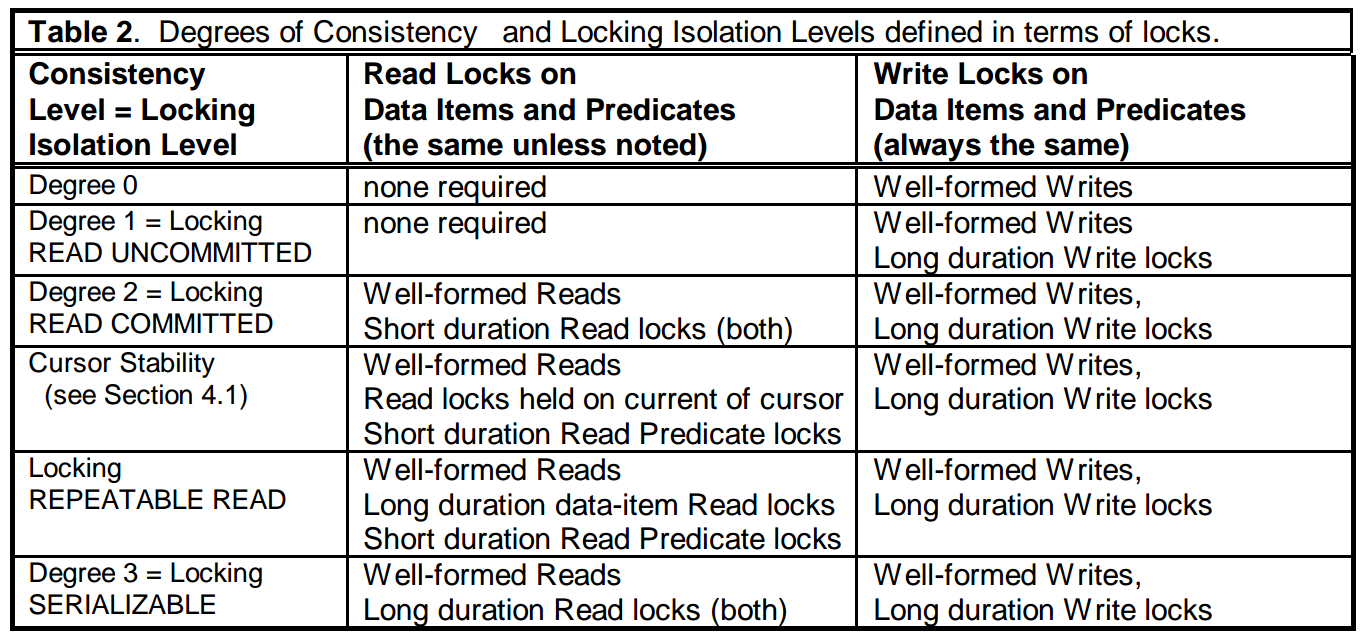 Table 2. Degrees of Consistency and Locking Isolation Levels defined in terms of locks.
Consistency
Level = Locking
Isolation Level
Read Locks on
Data Items and Predicates
(the same unless noted)
Write Locks on
Data Items and Predicates
(always the same)
Degree 0
none required
Well-formed Writes
Degree 1 = Locking
READ UNCOMMITTED
none required
Well-formed Writes
Long duration Write locks
Degree 2 = Locking
READ COMMITTED
Well-formed Reads
Short duration Read locks (both)
Well-formed Writes,
Long duration Write locks
Cursor Stability
(see Section 4.1)
Well-formed Reads
Read locks held on current of cursor
Short duration Read Predicate locks
Well-formed Writes,
Long duration Write locks
Locking
REPEATABLE READ
Well-formed Reads
Long duration data-item Read locks
Short duration Read Predicate locks
Well-formed Writes,
Long duration Write locks
Degree 3 = Locking
SERIALIZABLE
Well-formed Reads
Long duration Read locks (both)
Well-formed Writes,
Long duration Write locks